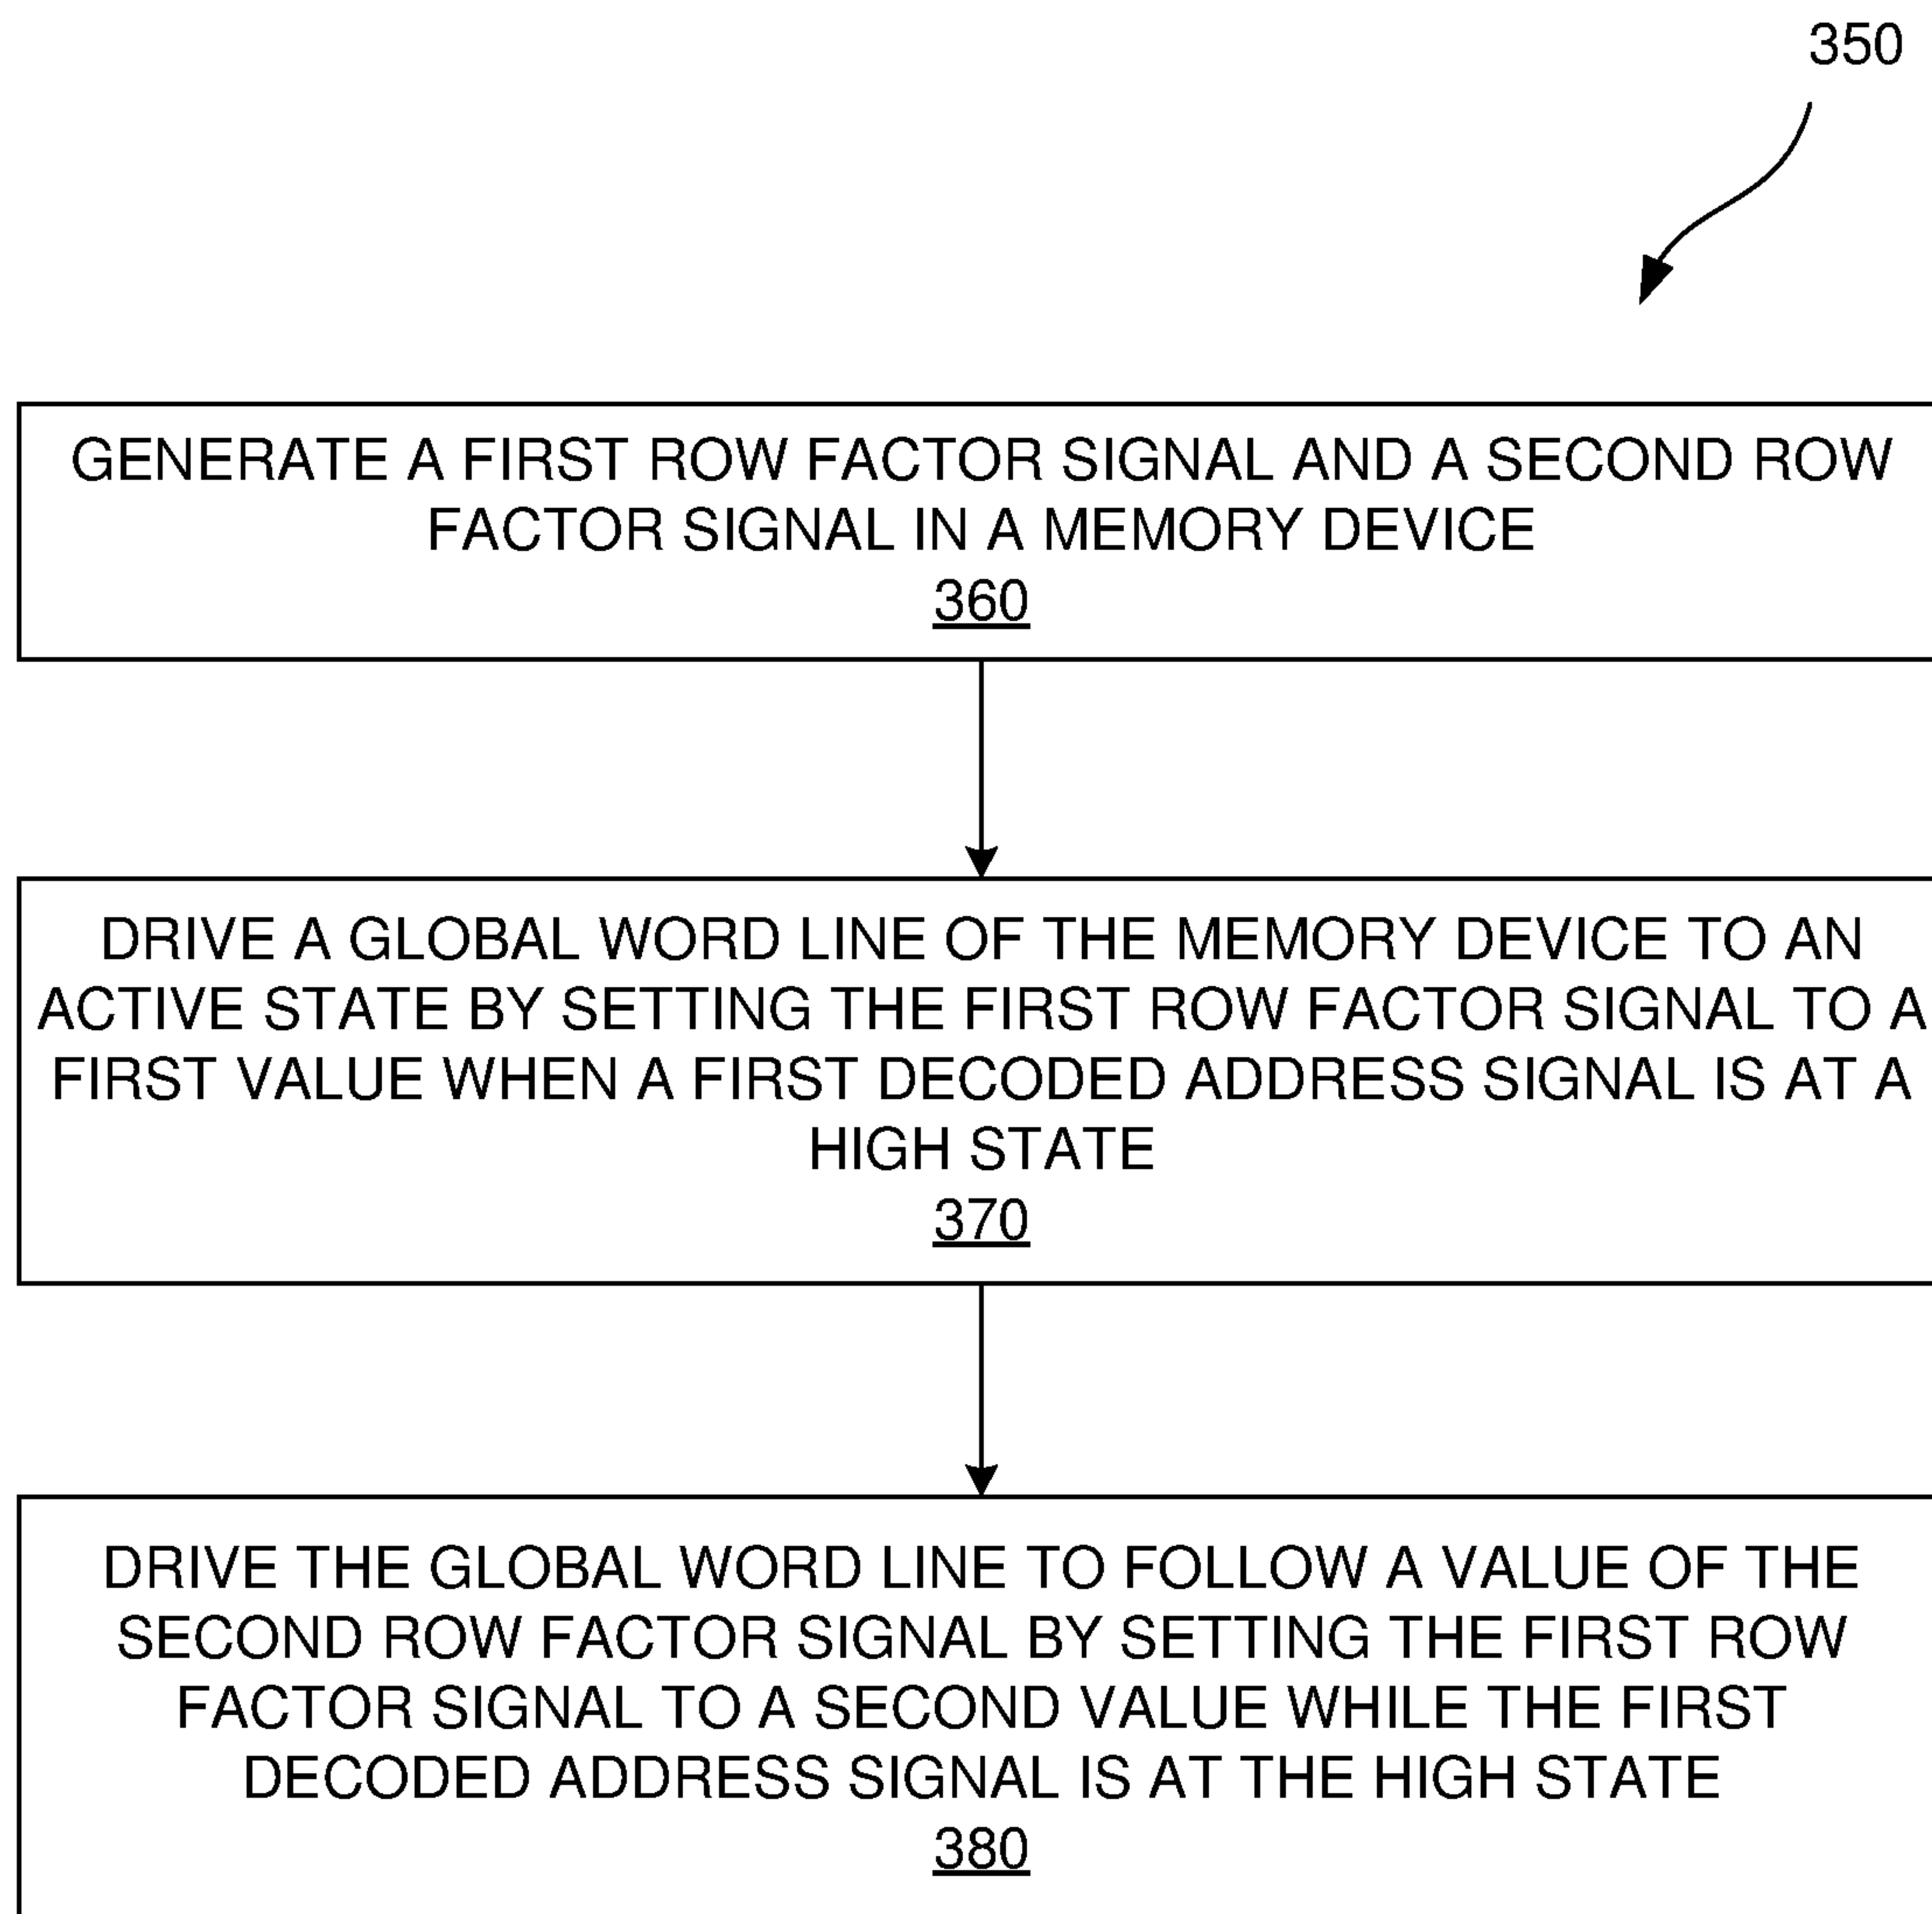 350
GENERATE A FIRST ROW FACTOR SIGNAL AND A SECOND ROW
FACTOR SIGNAL IN A MEMORY DEVICE
360
DRIVE A GLOBAL WORD LINE OF THE MEMORY DEVICE TO AN
ACTIVE STATE BY SETTING THE FIRST ROW FACTOR SIGNAL TO A
FIRST VALUE WHEN A FIRST DECODED ADDRESS SIGNAL IS AT A
HIGH STATE
370
DRIVE THE GLOBAL WORD LINE TO FOLLOW A VALUE OF THE
SECOND ROW FACTOR SIGNAL BY SETTING THE FIRST ROW
FACTOR SIGNAL TO A SECOND VALUE WHILE THE FIRST
DECODED ADDRESS SIGNAL IS AT THE HIGH STATE
380